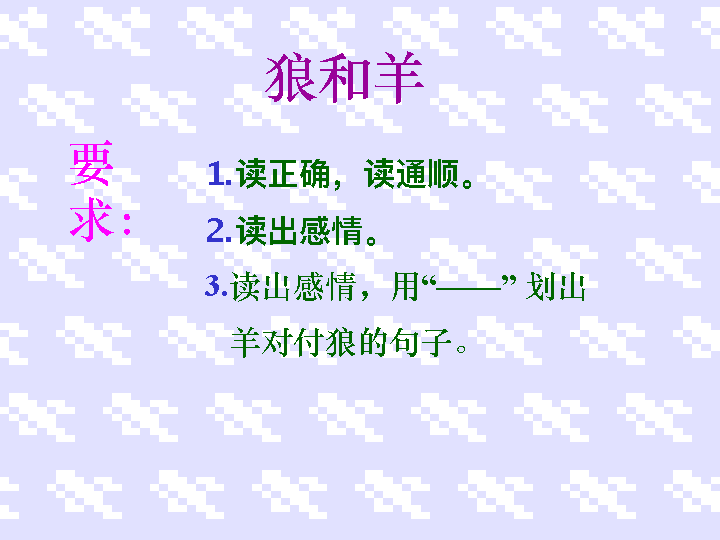 狼和羊
要
求：
1.读正确，读通顺。
2.读出感情。
3.读出感情，用“——” 划出
羊对付狼的句子。